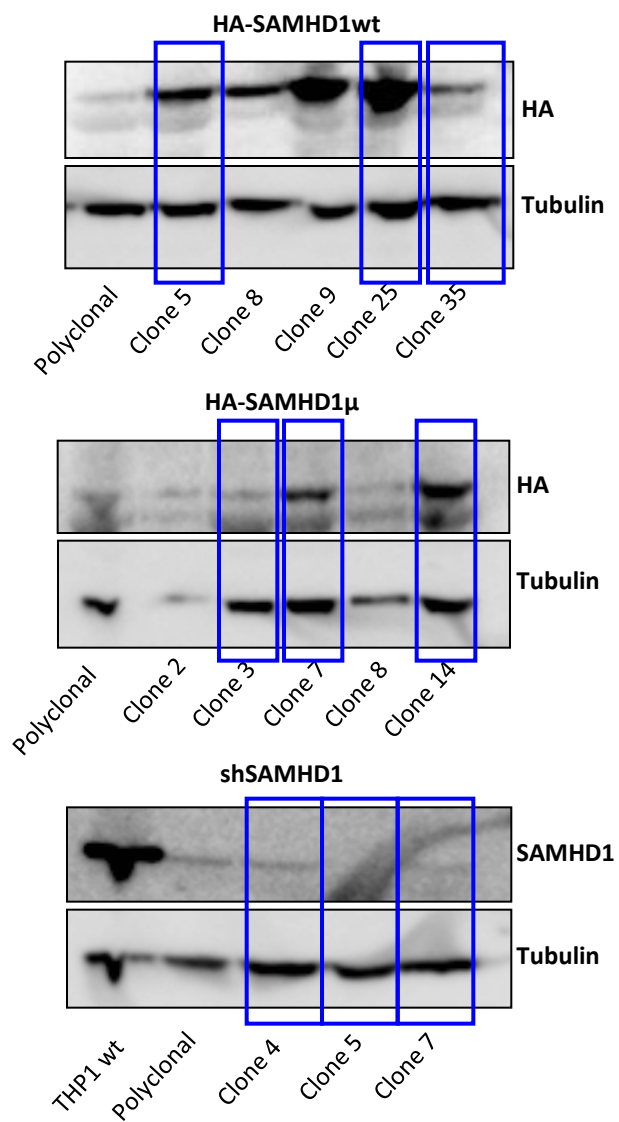 HA-SAMHD1wt
HA
Tubulin
Polyclonal
Clone 5
Clone 8
Clone 9
Clone 25
Clone 35
HA-SAMHD1µ
HA
Tubulin
Polyclonal
Clone 2
Clone 3
Clone 7
Clone 8
Clone 14
shSAMHD1
SAMHD1
Tubulin
THP1 wt
Polyclonal
Clone 4
Clone 5
Clone 7